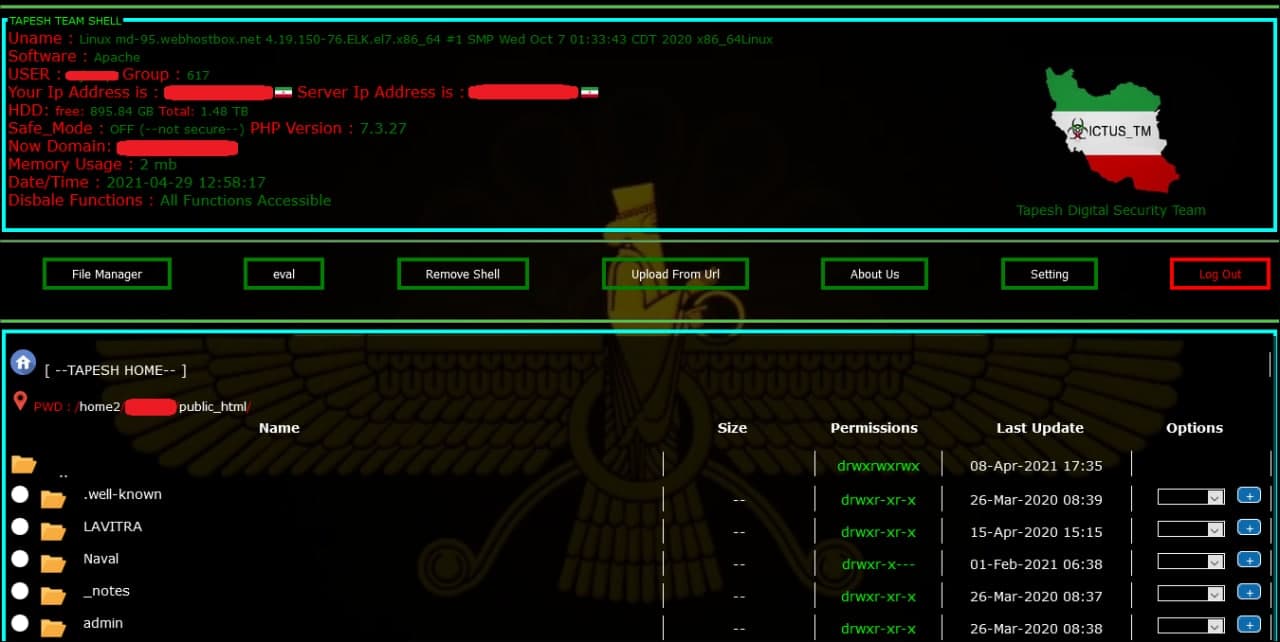 TAPESH TEAM SHELL
Uname : Linux md-95.webhostbox.net 4.19.150-76.ELK.el7.x86_64 #1 SMP Wed Oct 7 01:33:43 CDT 2020 x86_64Linux
Software : Apache
USER : Group : 617
Your Ip Address is : Server Ip Address is :
HDD: free: 895.84 GB Total: 1.48 TB
Safe_Mode : OFF (--not secure--) PHP Version : 7.3.27
Now Domain:
Memory Usage : 2 mb
Date/Time : 2021-04-29 12:58:17
Disbale Functions : All Functions Accessible
ICTUS_TM
Tapesh Digital Security Team
File Manager eval Remove Shell Upload From Url About Us Setting Log Out
[ --TAPESH HOME-- ]
PWD : /home2/ public_html/
Name Size Permissions Last Update Options
.. drwxrwxrwx 08-Apr-2021 17:35
.well-known -- drwxr-xr-x 26-Mar-2020 08:39 +
LAVITRA -- drwxr-xr-x 15-Apr-2020 15:15 +
Naval -- drwxr-x--- 01-Feb-2021 06:38 +
_notes -- drwxr-xr-x 26-Mar-2020 08:37 +
admin -- drwxr-xr-x 26-Mar-2020 08:38 +